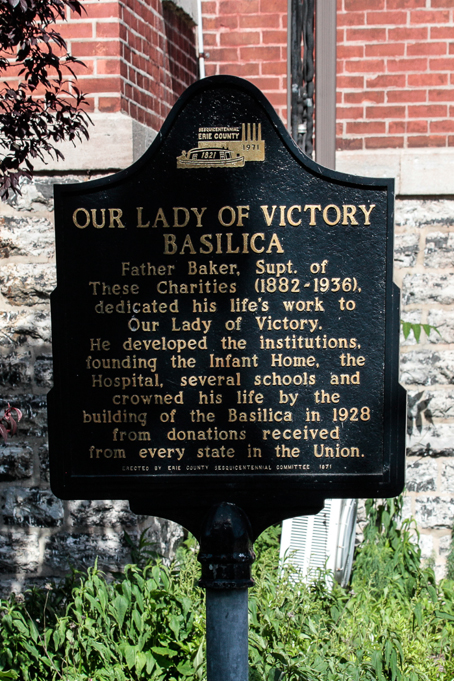 SESQUICENTENNIAL
ERIE COUNTY
1971
1821
OUR LADY OF VICTORY
BASILICA
Father Baker, Supt. of
These Charities (1882-1936),
dedicated his life's work to
Our Lady of Victory.
He developed the institutions,
founding the Infant Home, the
Hospital, several schools and
crowned his life by the
building of the Basilica in 1928
from donations received
from every state in the Union.
ERECTED BY ERIE COUNTY SESQUICENTENNIAL COMMITTEE 1971